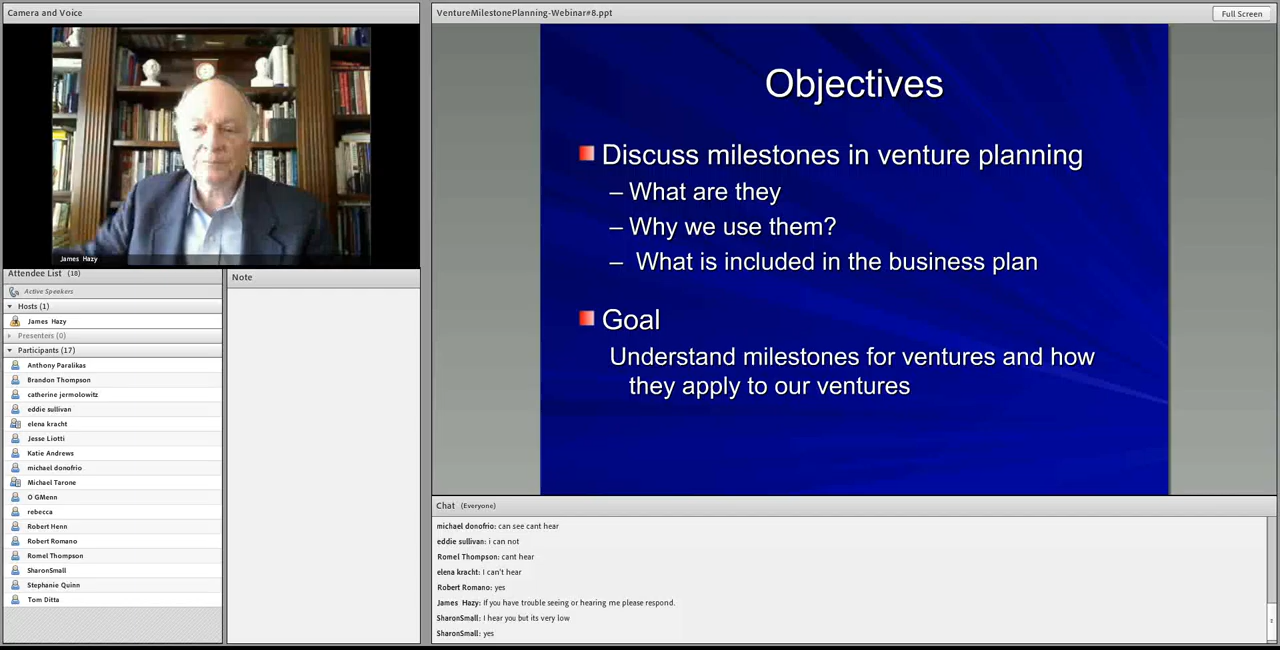 Camera and Voice
James Hazy
Attendee List (18)
Active Speakers
Hosts (1)
James Hazy
Presenters (0)
Participants (17)
Anthony Paralikas
Brandon Thompson
catherine jermolowitz
eddie sullivan
elena kracht
Jesse Liotti
Katie Andrews
michael donofrio
Michael Tarone
O GMenn
rebecca
Robert Henn
Robert Romano
Romel Thompson
SharonSmall
Stephanie Quinn
Tom Ditta
Note
VentureMilestonePlanning-Webinar#8.ppt
Full Screen
Objectives
Discuss milestones in venture planning
– What are they
– Why we use them?
– What is included in the business plan
Goal
Understand milestones for ventures and how
they apply to our ventures
Chat (Everyone)
michael donofrio: can see cant hear
eddie sullivan: i can not
Romel Thompson: cant hear
elena kracht: I can't hear
Robert Romano: yes
James Hazy: If you have trouble seeing or hearing me please respond.
SharonSmall: I hear you but its very low
SharonSmall: yes